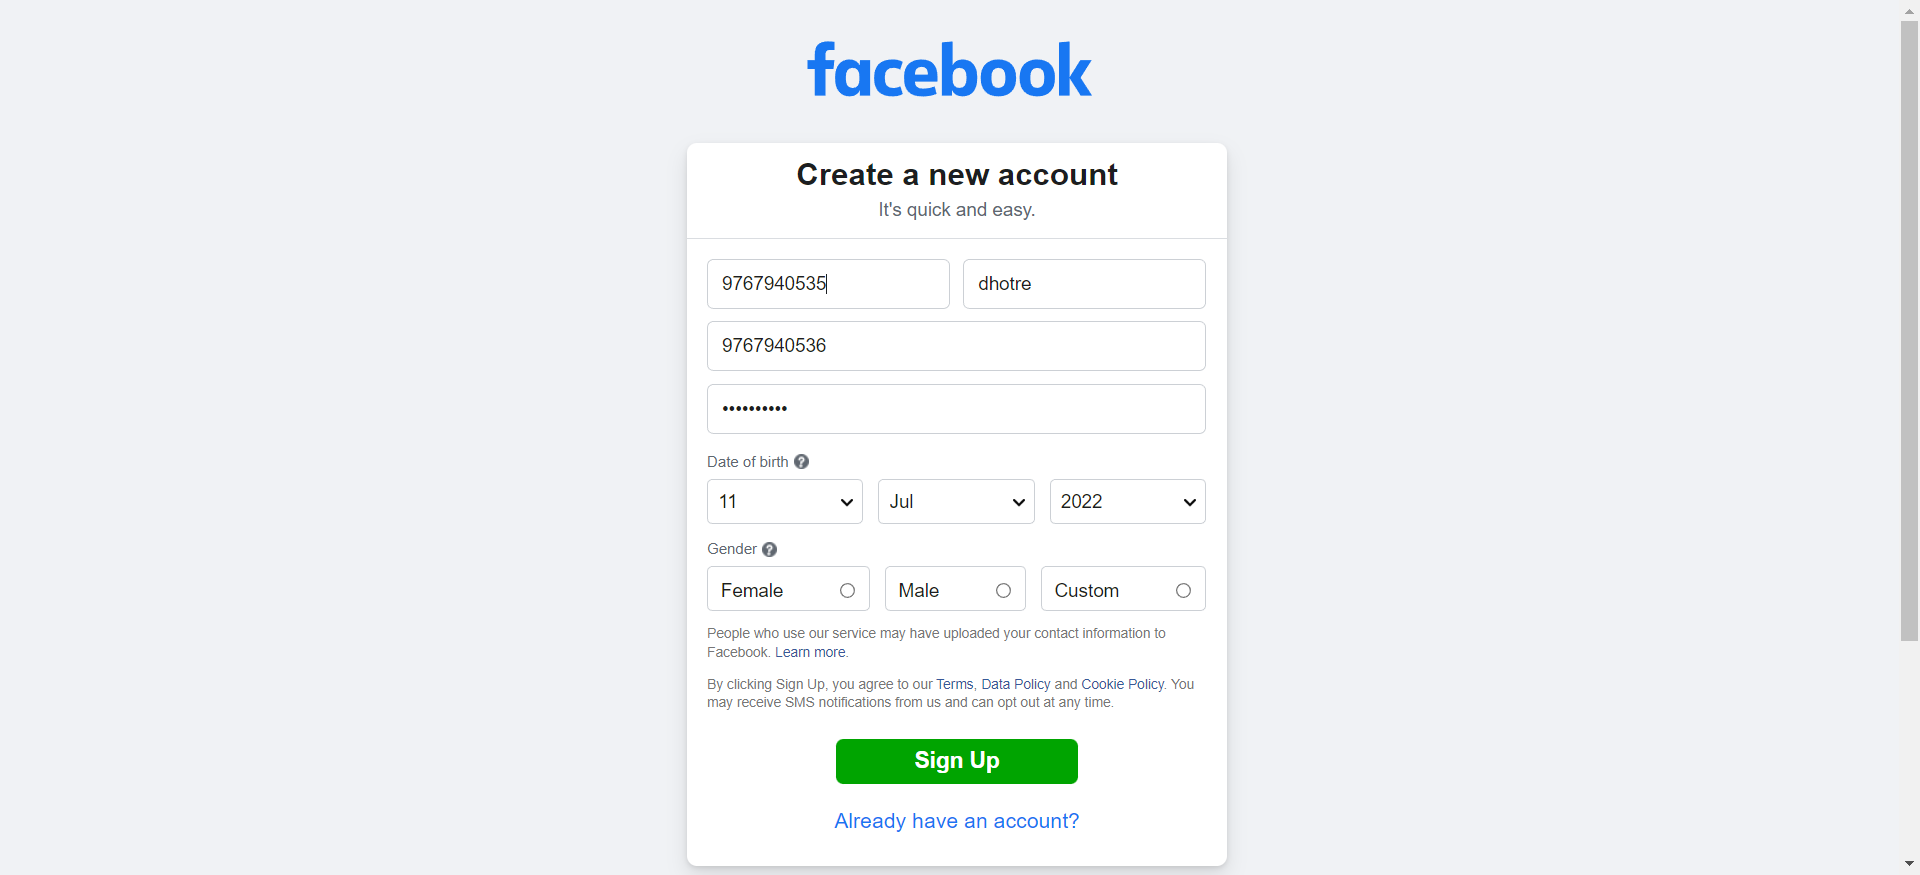 facebook
Create a new account
It's quick and easy.
9767940535 dhotre
9767940536
••••••••••
Date of birth ?
11 Jul 2022
Gender ?
Female Male Custom
People who use our service may have uploaded your contact information to
Facebook. Learn more.
By clicking Sign Up, you agree to our Terms, Data Policy and Cookie Policy. You
may receive SMS notifications from us and can opt out at any time.
Sign Up
Already have an account?